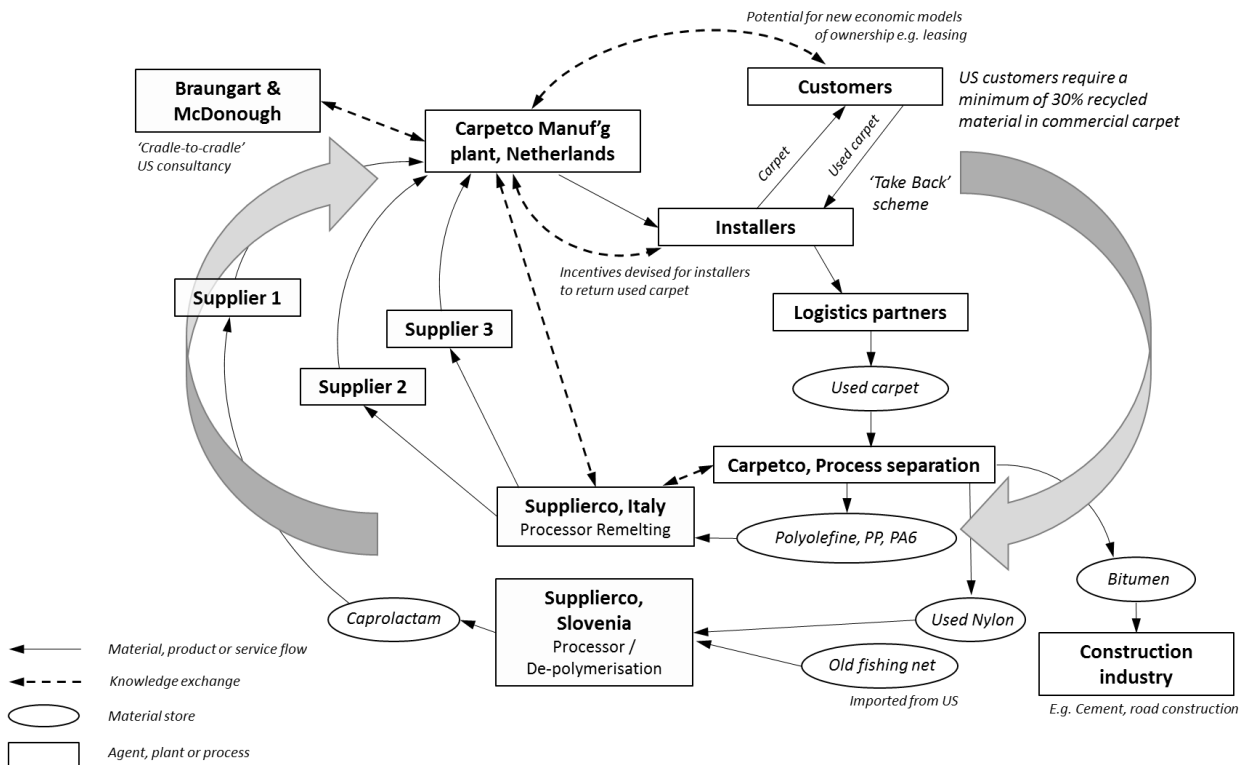 Potential for new economic models
of ownership e.g. leasing
Braungart &
McDonough
‘Cradle-to-cradle’
US consultancy
Carpetco Manuf’g
plant, Netherlands
Customers
US customers require a
minimum of 30% recycled
material in commercial carpet
Carpet
Used carpet
‘Take Back’
scheme
Installers
Incentives devised for installers
to return used carpet
Supplier 1
Supplier 3
Supplier 2
Logistics partners
Used carpet
Carpetco, Process separation
Supplierco, Italy
Processor Remelting
Polyolefine, PP, PA6
Bitumen
Supplierco,
Slovenia
Processor /
De-polymerisation
Caprolactam
Used Nylon
Old fishing net
Imported from US
Construction
industry
E.g. Cement, road construction
Material, product or service flow
Knowledge exchange
Material store
Agent, plant or process